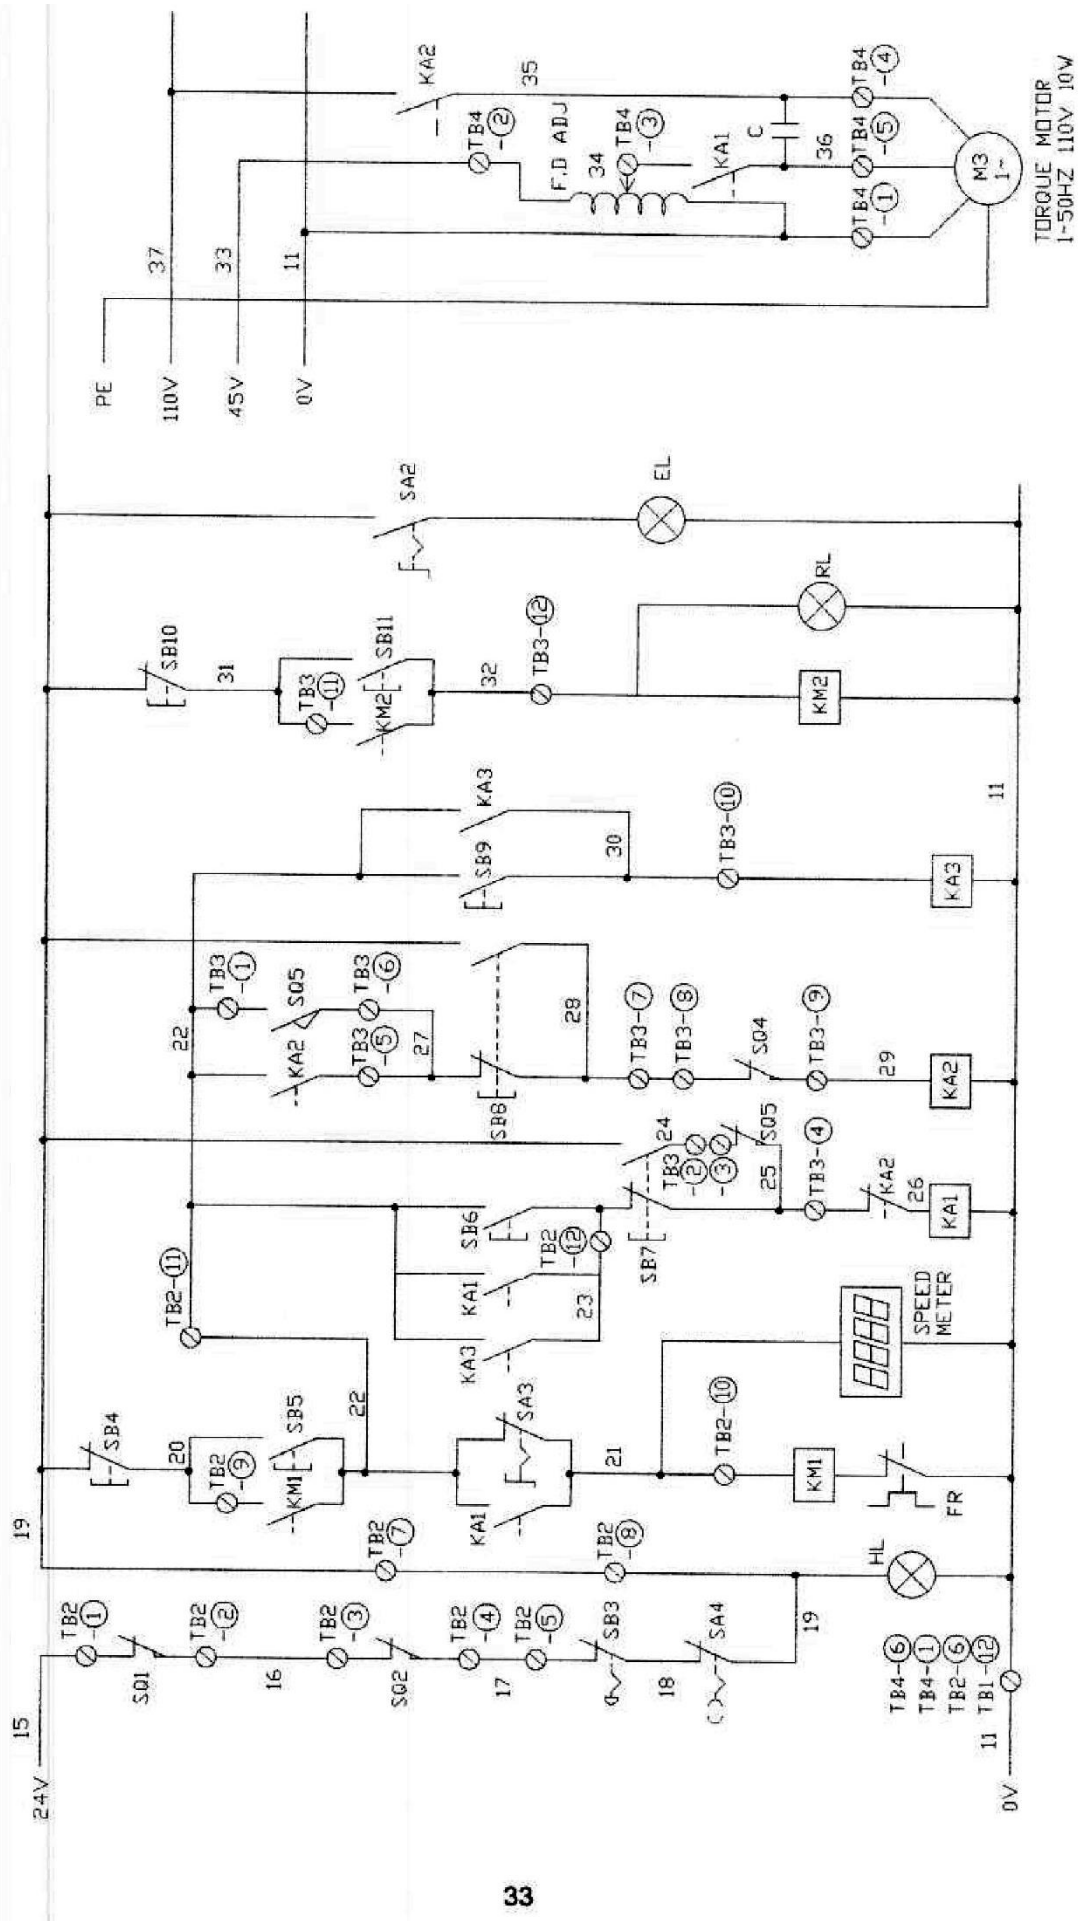 24V
15
19
TB2
-①
SQ1
TB2
-②
16
TB2
-③
SQ2
TB2
-④
17
TB2
-⑤
SB3
18
SA4
19
TB2
-⑦
TB2
-⑧
HL
TB4-⑥
TB4-①
TB2-⑥
TB1-⑫
11
0V
SB4
20
TB2
-⑨
KM1
SB5
22
KA1
SA3
21
TB2-⑩
KM1
FR
SPEED
METER
TB2-⑪
KA3
KA1
SB6
23
TB2
-⑫
SB7
24
TB3
-②
-③
SQ5
25
TB3-④
KA2
26
KA1
22
TB3
-①
KA2
SQ5
TB3
-⑤
TB3
-⑥
27
SB8
28
TB3-⑦
TB3-⑧
SQ4
TB3-⑨
29
KA2
SB9
KA3
30
TB3-⑩
KA3
11
SB10
31
TB3
-⑪
KM2
SB11
32
TB3-⑫
KM2
RL
SA2
EL
PE
110V
45V
0V
37
33
11
KA2
35
TB4
-②
F.D ADJ
34
TB4
-③
KA1
C
36
TB4
-①
TB4
-⑤
TB4
-④
M3
1~
TORQUE MOTOR
1-50HZ 110V 10W
33